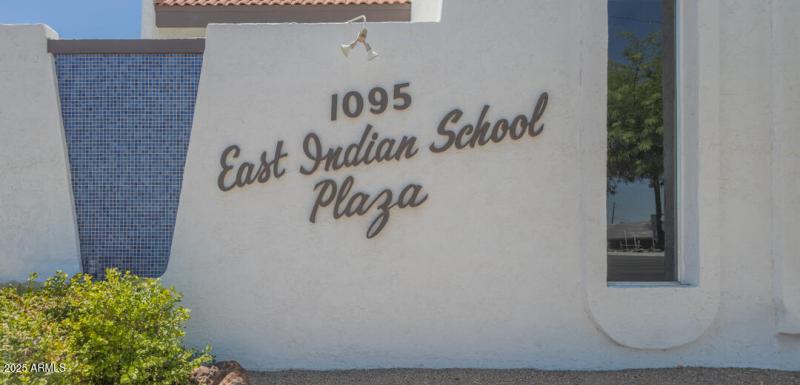 1095
East Indian School
Plaza
2025 ARMLS